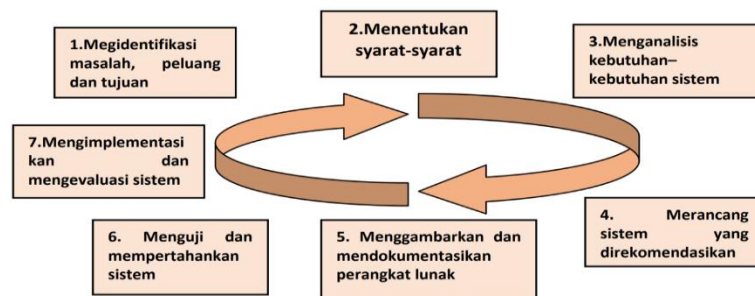 1.Megidentifikasi
masalah, peluang
dan tujuan
2.Menentukan
syarat-syarat
3.Menganalisis
kebutuhan–
kebutuhan sistem
4. Merancang
sistem yang
direkomendasikan
5. Menggambarkan dan
mendokumentasikan
perangkat lunak
6. Menguji dan
mempertahankan
sistem
7.Mengimplementasi
kan dan
mengevaluasi sistem